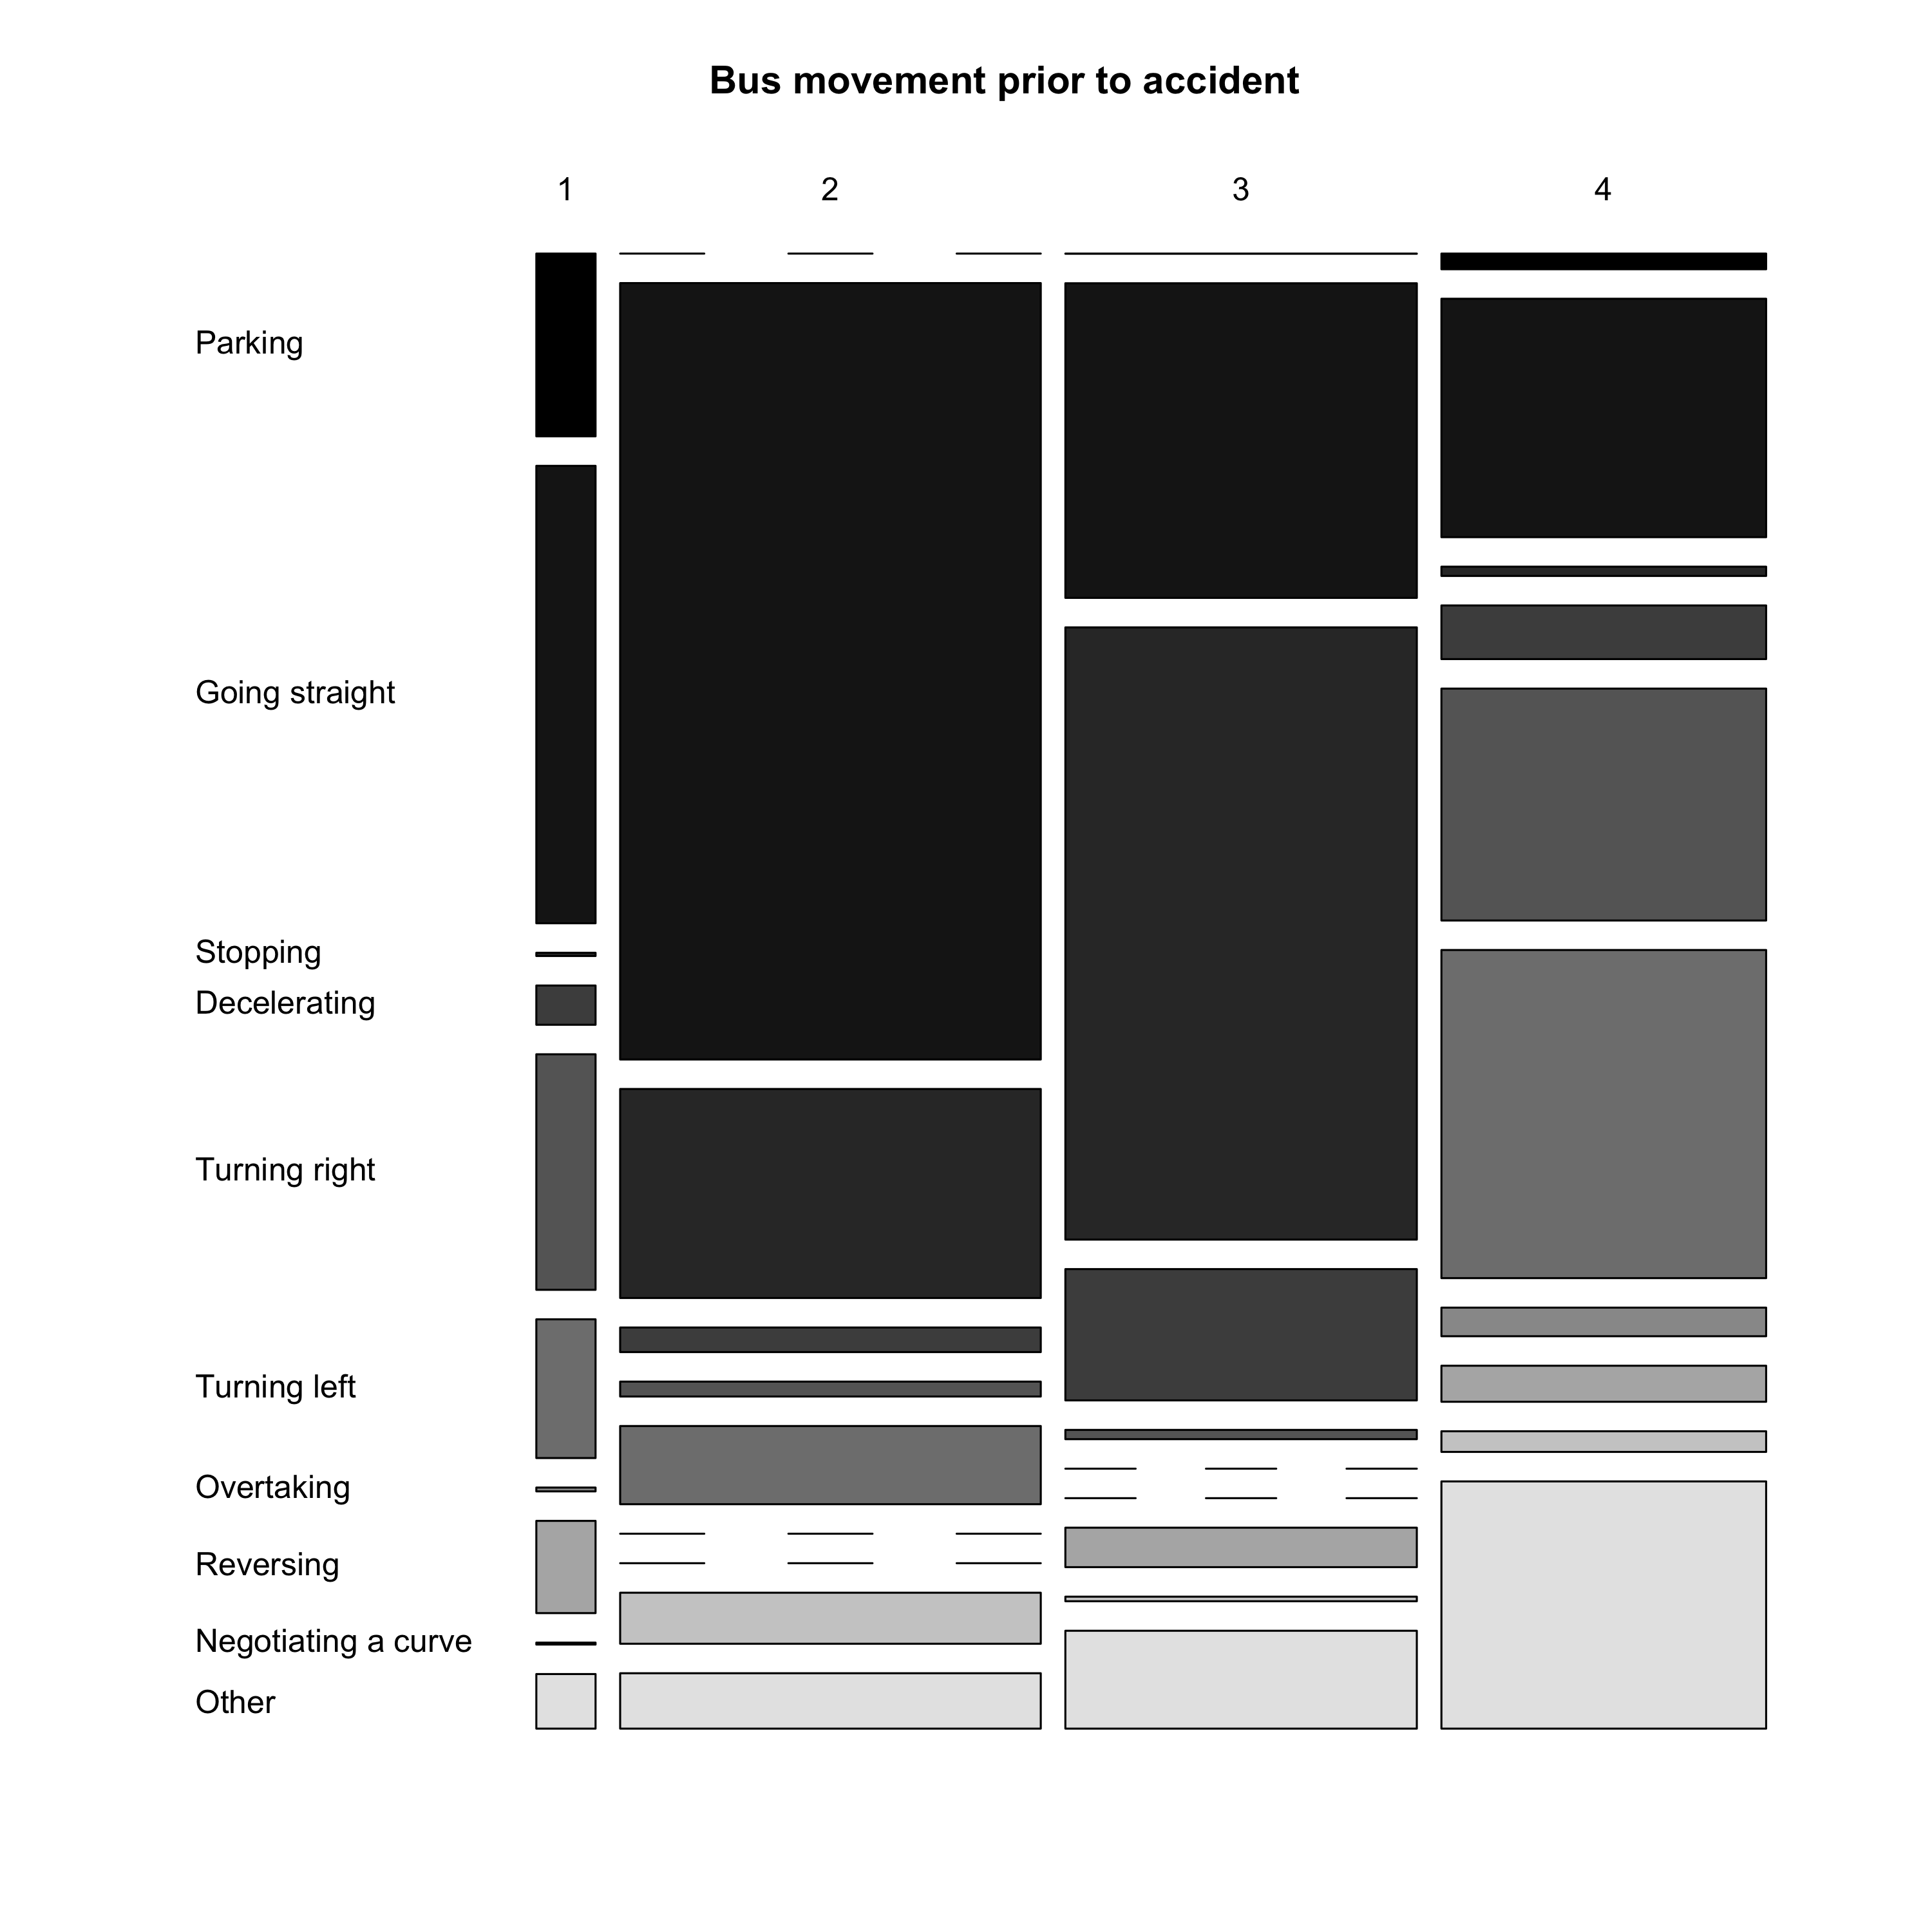 Bus movement prior to accident
1 2 3 4
Parking
Going straight
Stopping
Decelerating
Turning right
Turning left
Overtaking
Reversing
Negotiating a curve
Other